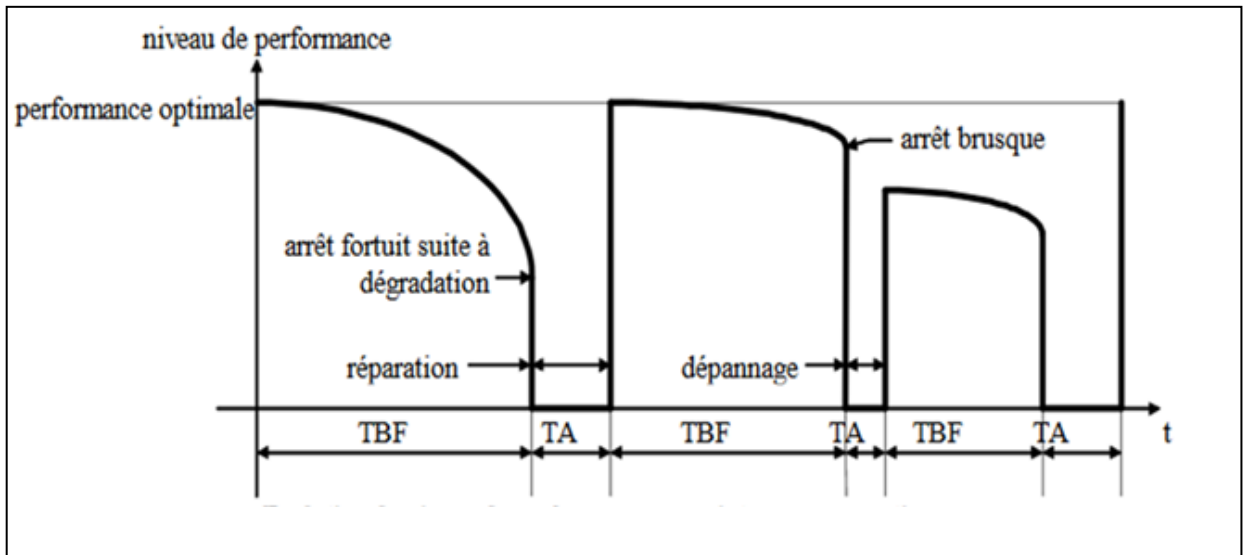 niveau de performance
performance optimale
arrêt brusque
arrêt fortuit suite à
dégradation
réparation
dépannage
TBF TA TBF TA TBF TA t